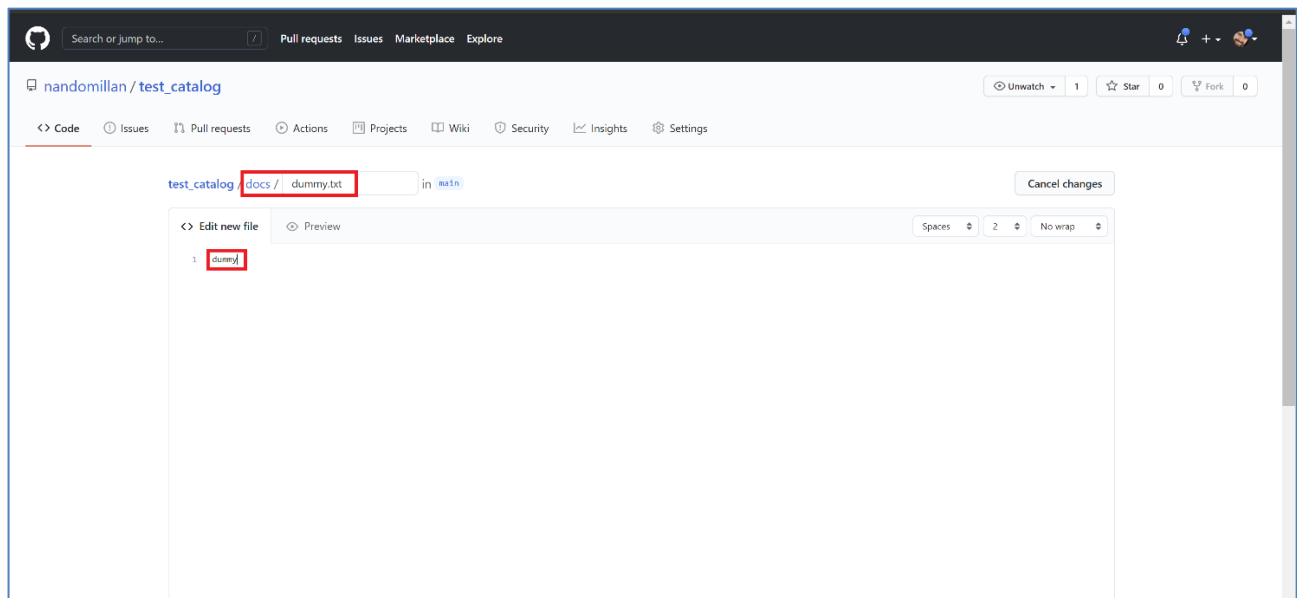 Search or jump to... / Pull requests Issues Marketplace Explore
nandomillan / test_catalog Unwatch 1 Star 0 Fork 0
Code Issues Pull requests Actions Projects Wiki Security Insights Settings
test_catalog / docs / dummy.txt in main Cancel changes
<> Edit new file Preview Spaces 2 No wrap
1 dummy